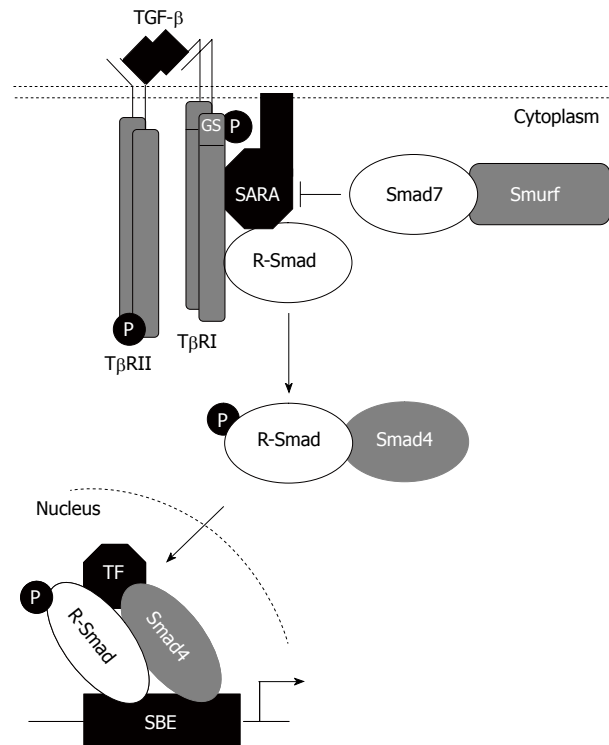 TGF-β
Cytoplasm
GS
P
SARA
Smad7
Smurf
R-Smad
P
TβRII
TβRI
P
R-Smad
Smad4
Nucleus
TF
P
R-Smad
Smad4
SBE